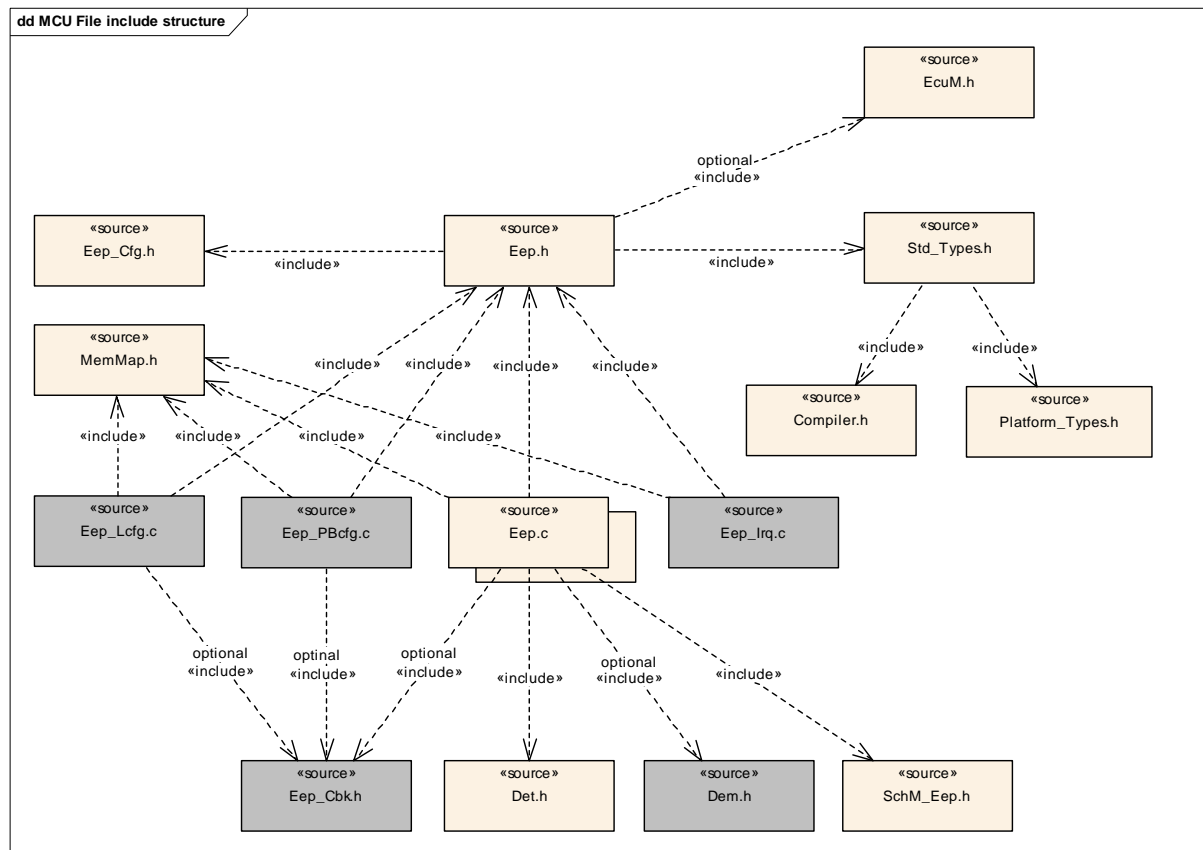 dd MCU File include structure
«source»
EcuM.h
optional
«include»
«source»
Eep_Cfg.h
«source»
Eep.h
«source»
Std_Types.h
«include»
«include»
«source»
MemMap.h
«include»
«include»
«include»
«include»
«include»
«include»
«source»
Compiler.h
«source»
Platform_Types.h
«include»
«include»
«include»
«include»
«source»
Eep_Lcfg.c
«source»
Eep_PBcfg.c
«source»
Eep.c
«source»
Eep_Irq.c
optional
«include»
optinal
«include»
optional
«include»
«include»
optional
«include»
«include»
«source»
Eep_Cbk.h
«source»
Det.h
«source»
Dem.h
«source»
SchM_Eep.h